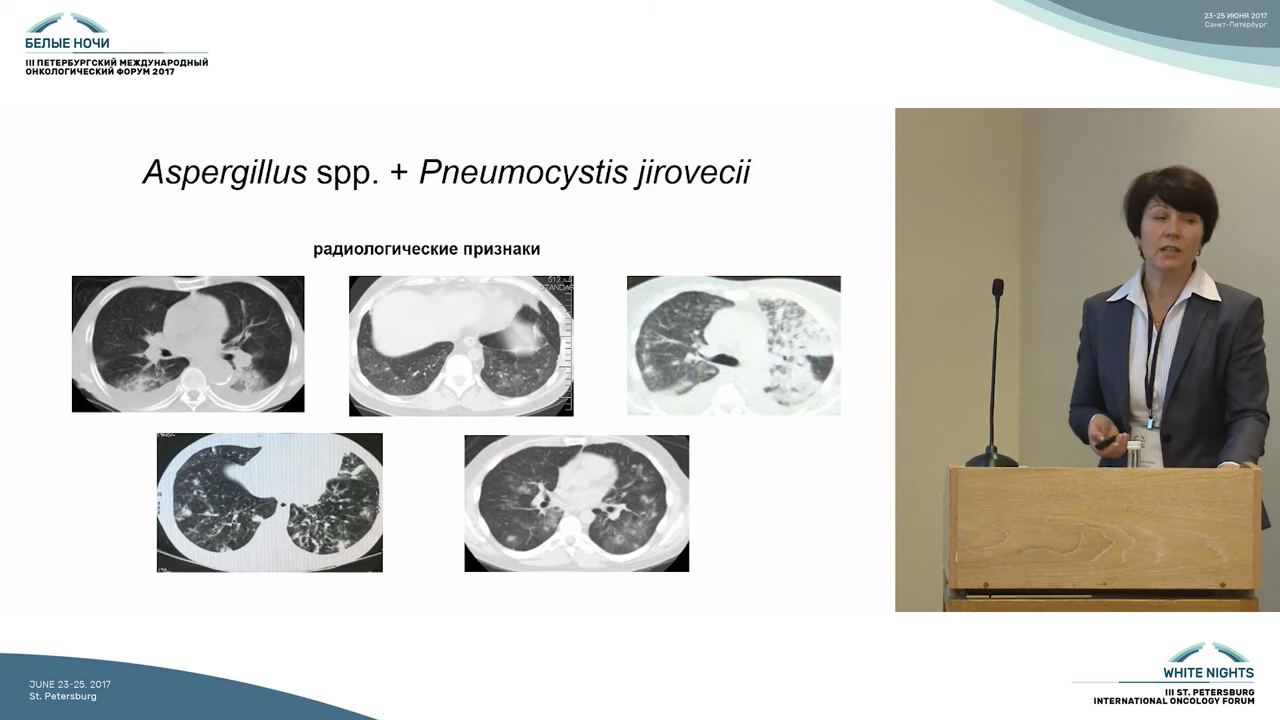 БЕЛЫЕ НОЧИ
III ПЕТЕРБУРГСКИЙ МЕЖДУНАРОДНЫЙ
ОНКОЛОГИЧЕСКИЙ ФОРУМ 2017
23-25 ИЮНЯ 2017
Санкт-Петербург
Aspergillus spp. + Pneumocystis jirovecii
радиологические признаки
JUNE 23-25, 2017
St. Petersburg
WHITE NIGHTS
III ST. PETERSBURG
INTERNATIONAL ONCOLOGY FORUM